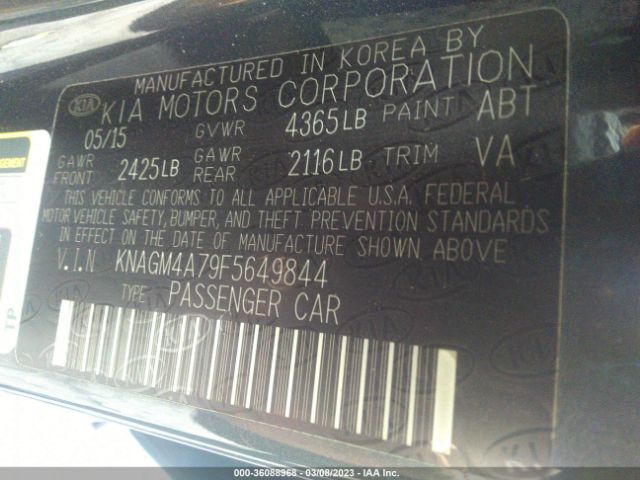 MANUFACTURED IN KOREA BY
KIA KIA MOTORS CORPORATION
05/15 GVWR 4365LB PAINT ABT
GAWR FRONT 2425LB GAWR REAR 2116LB TRIM VA
THIS VEHICLE CONFORMS TO ALL APPLICABLE U.S.A. FEDERAL
MOTOR VEHICLE SAFETY, BUMPER, AND THEFT PREVENTION STANDARDS
IN EFFECT ON THE DATE OF MANUFACTURE SHOWN ABOVE
V.I.N KNAGM4A79F5649844
TYPE: PASSENGER CAR
TP
000-36088968 - 03/08/2023 - IAA Inc.